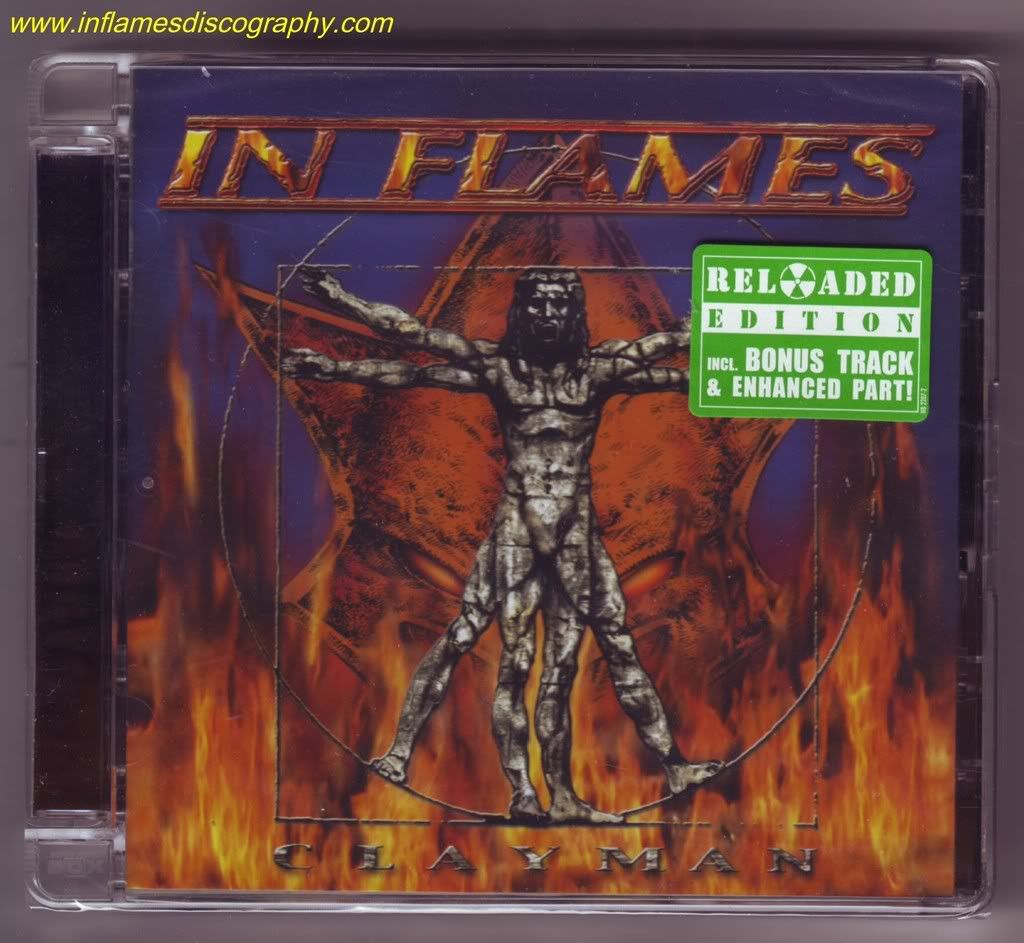 www.inflamesdiscography.com
IN FLAMES
RELOADED
EDITION
INCL. BONUS TRACK
& ENHANCED PART!
CLAYMAN